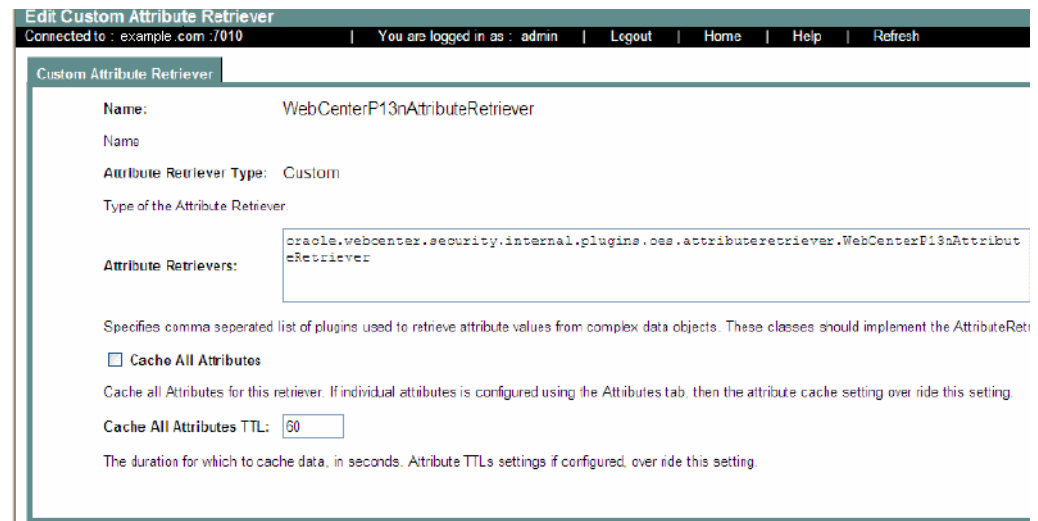 Edit Custom Attribute Retriever
Connected to : example.com :7010 | You are logged in as : admin | Logout | Home | Help | Refresh
Custom Attribute Retriever
Name: WebCenterP13nAttributeRetriever
Name
Attribute Retriever Type: Custom
Type of the Attribute Retriever.
oracle.webcenter.security.internal.plugins.oes.attributeretriever.WebCenterP13nAttribut
eRetriever
Attribute Retrievers:
Specifies comma seperated list of plugins used to retrieve attribute values from complex data objects. These classes should implement the AttributeRet
Cache All Attributes
Cache all Attributes for this retriever. If individual attributes is configured using the Attributes tab, then the attribute cache setting over ride this setting.
Cache All Attributes TTL: 60
The duration for which to cache data, in seconds. Attribute TTLs settings if configured, over ride this setting.